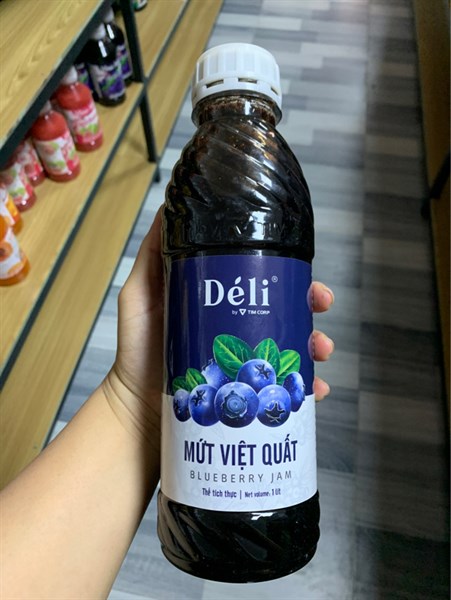 Déli®
by TIM CORP
MỨT VIỆT QUẤT
BLUEBERRY JAM
Thể tích thực | Net volume: 1 lít